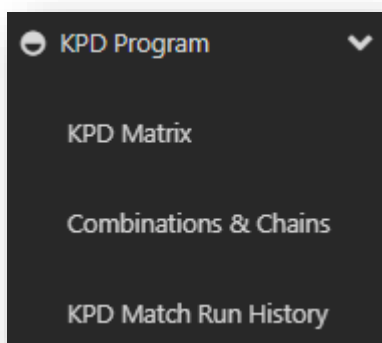 KPD Program
KPD Matrix
Combinations & Chains
KPD Match Run History